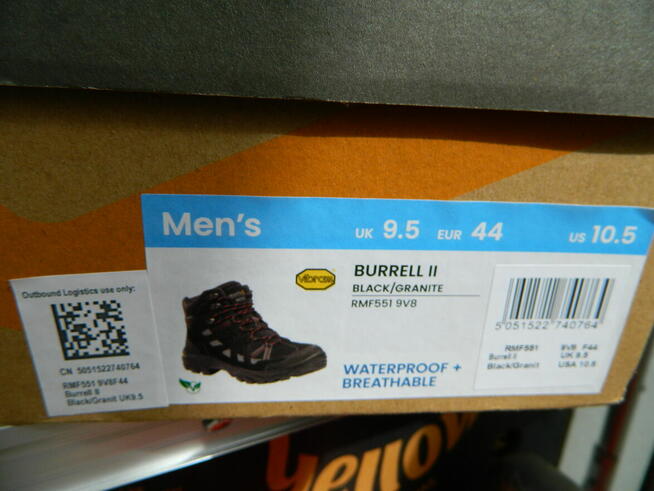 Men's
UK 9.5 EUR 44 US 10.5
vibram
BURRELL II
BLACK/GRANITE
RMF551 9V8
WATERPROOF +
BREATHABLE
5 051522 740764
RMF551 9V8 F44
Burrell II UK 9.5
Black/Granit USA 10.5
Outbound Logistics use only:
CN 5051522740764
RMF551 9V8F44
Burrell II
Black/Granit UK9.5
Yellow